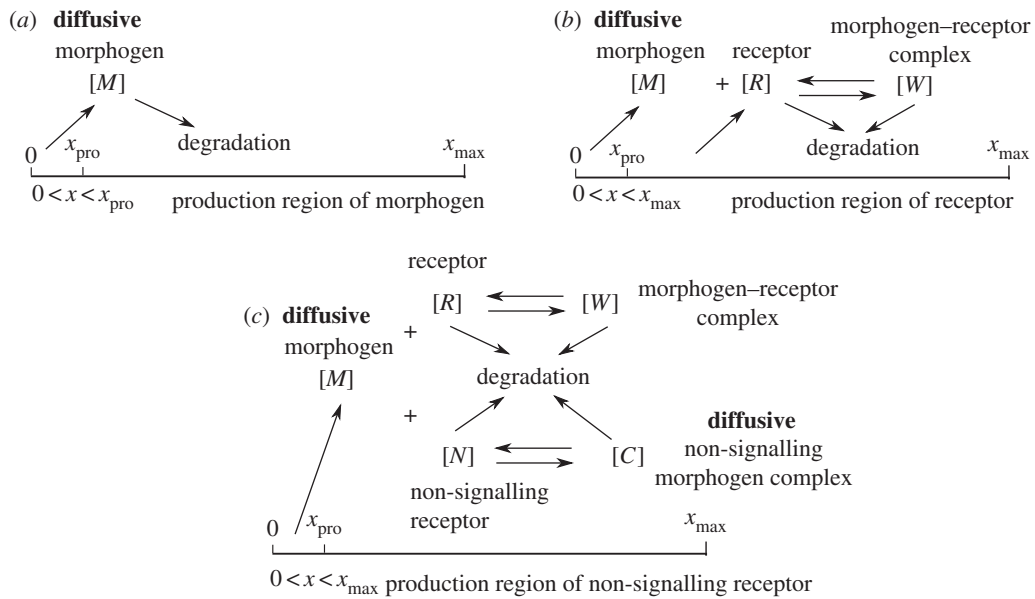 (a) diffusive
morphogen
[M]
degradation
0 x_pro x_max
0 < x < x_pro production region of morphogen
(b) diffusive
morphogen receptor morphogen–receptor
complex
[M] + [R] [W]
degradation
0 x_pro x_max
0 < x < x_max production region of receptor
receptor
[R] [W] morphogen–receptor
complex
(c) diffusive
morphogen
[M]
+
degradation
+
[N] [C]
diffusive
non-signalling
morphogen complex
non-signalling
receptor
0 x_pro x_max
0 < x < x_max production region of non-signalling receptor